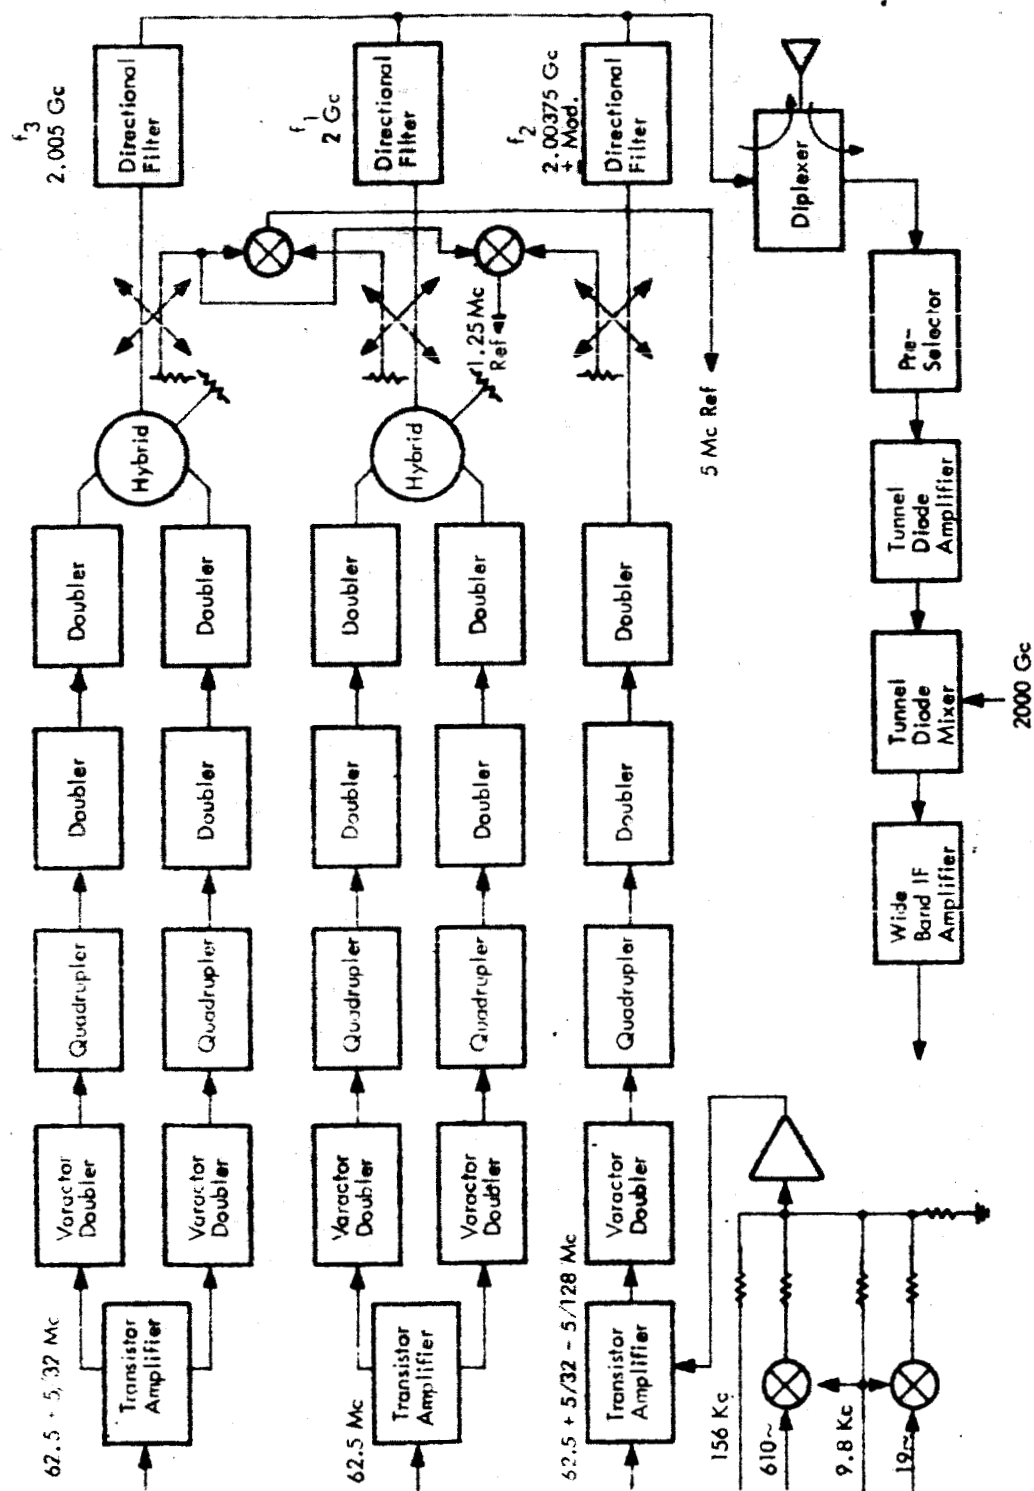 62.5 + 5/32 Mc
Transistor
Amplifier
Varactor
Doubler
Varactor
Doubler
Quadrupler
Quadrupler
Doubler
Doubler
Doubler
Doubler
Hybrid
f3
2.005 Gc
Directional
Filter
62.5 Mc
Transistor
Amplifier
Varactor
Doubler
Varactor
Doubler
Quadrupler
Quadrupler
Doubler
Doubler
Doubler
Doubler
Hybrid
1.25 Mc
Ref
f1
2 Gc
Directional
Filter
62.5 + 5/32 - 5/128 Mc
Transistor
Amplifier
Varactor
Doubler
Quadrupler
Doubler
Doubler
f2
2.00375 Gc
+ Mod.
Directional
Filter
5 Mc Ref
156 Kc
610~
9.8 Kc
19~
Diplexer
Pre-
Selector
Tunnel
Diode
Amplifier
Tunnel
Diode
Mixer
2000 Gc
Wide
Band IF
Amplifier